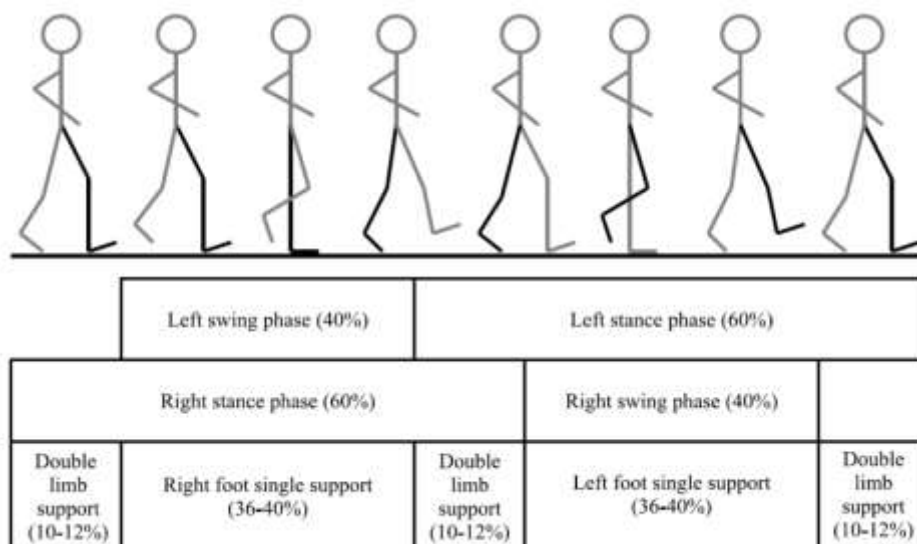 Left swing phase (40%)
Left stance phase (60%)
Right stance phase (60%)
Right swing phase (40%)
Double
limb
support
(10-12%)
Right foot single support
(36-40%)
Double
limb
support
(10-12%)
Left foot single support
(36-40%)
Double
limb
support
(10-12%)